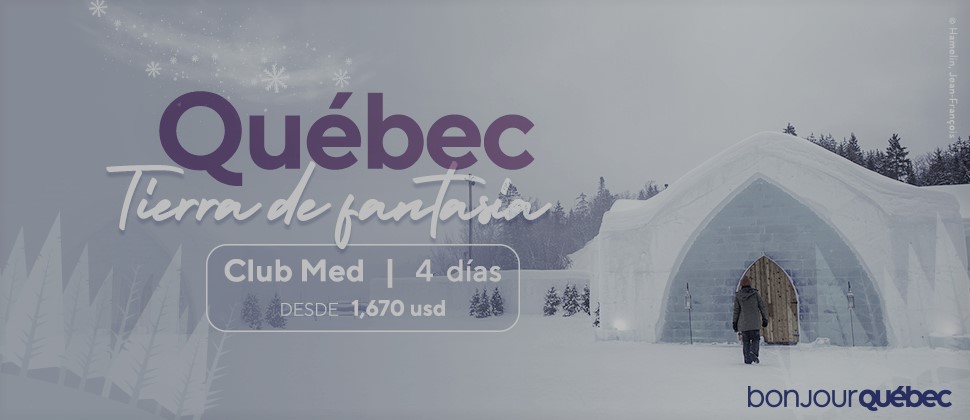 Québec
Tierra de fantasía
Club Med | 4 días
DESDE 1,670 usd
© Hamelin, Jean-François
bonjourquébec